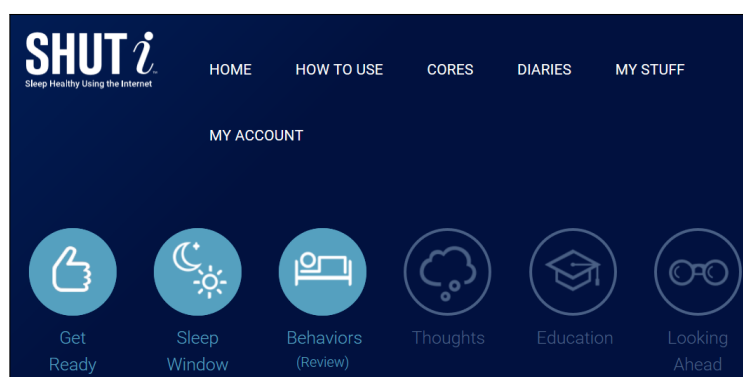 SHUTi
Sleep Healthy Using the Internet
HOME HOW TO USE CORES DIARIES MY STUFF
MY ACCOUNT
Get Ready
Sleep Window
Behaviors
(Review)
Thoughts
Education
Looking Ahead